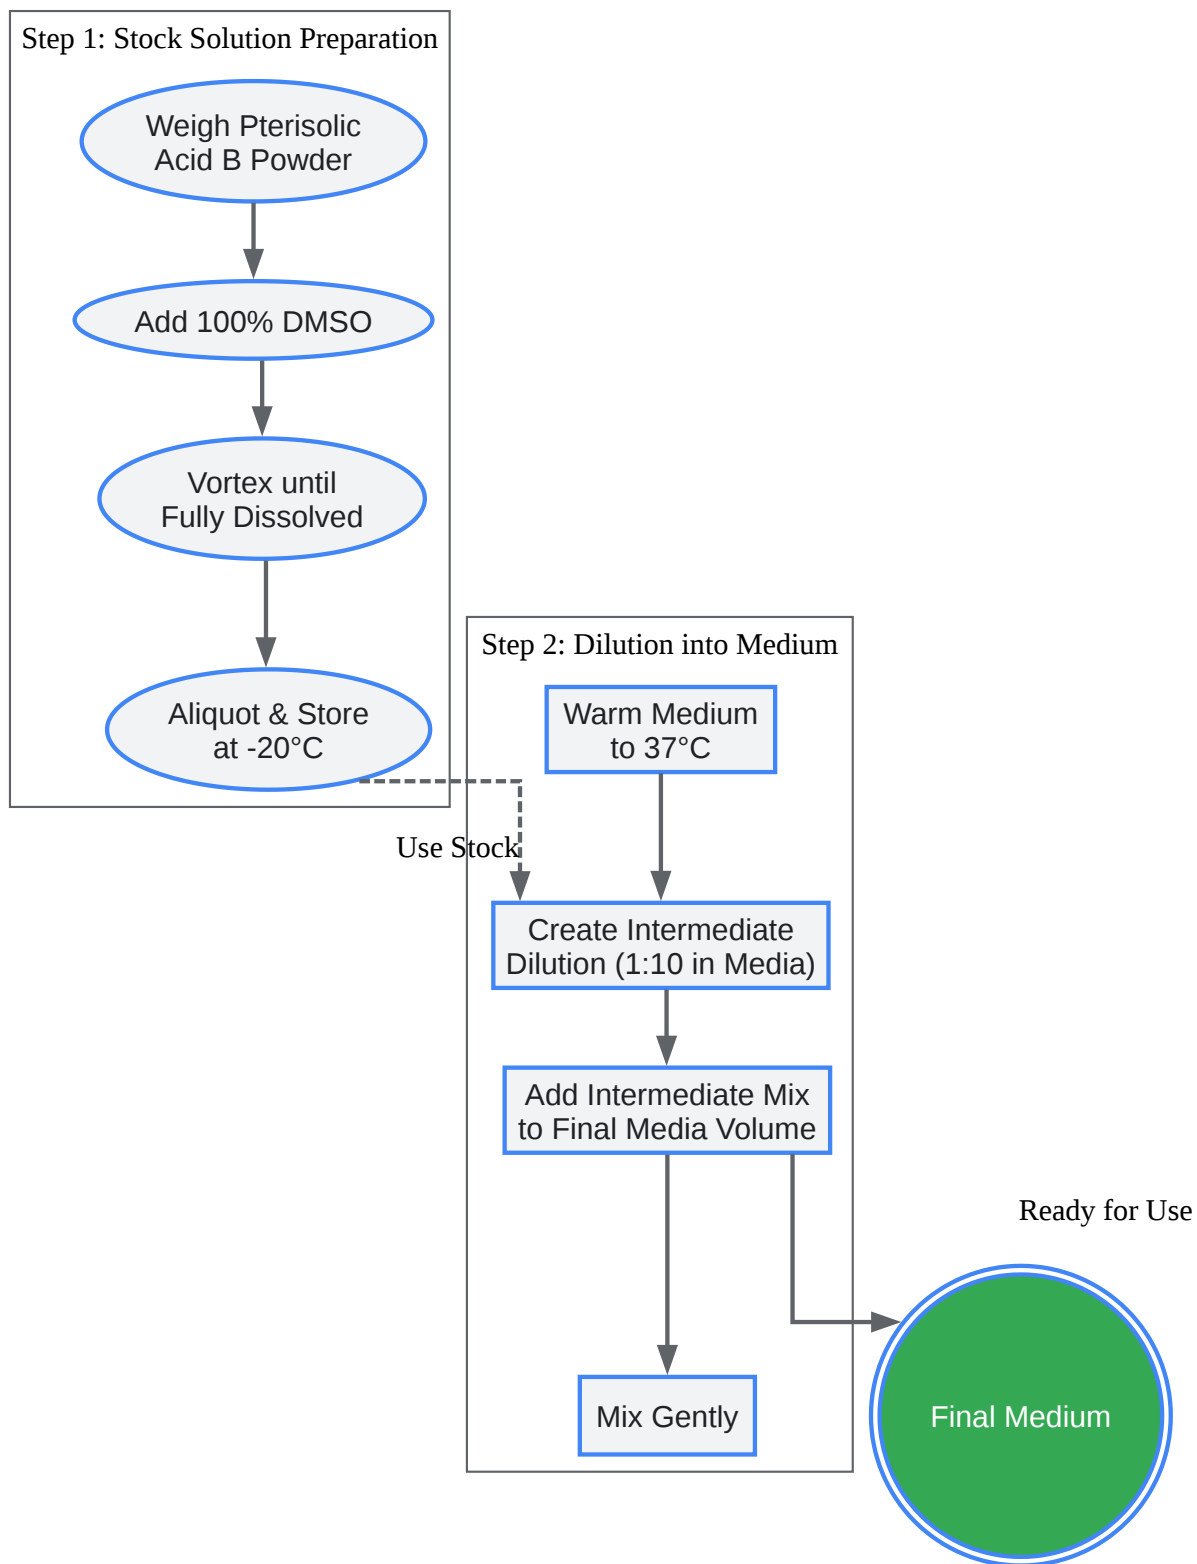 Step 1: Stock Solution Preparation
Weigh Pterisolic
Acid B Powder
Add 100% DMSO
Vortex until
Fully Dissolved
Aliquot & Store
at -20°C
Use Stock
Step 2: Dilution into Medium
Warm Medium
to 37°C
Create Intermediate
Dilution (1:10 in Media)
Add Intermediate Mix
to Final Media Volume
Mix Gently
Ready for Use
Final Medium